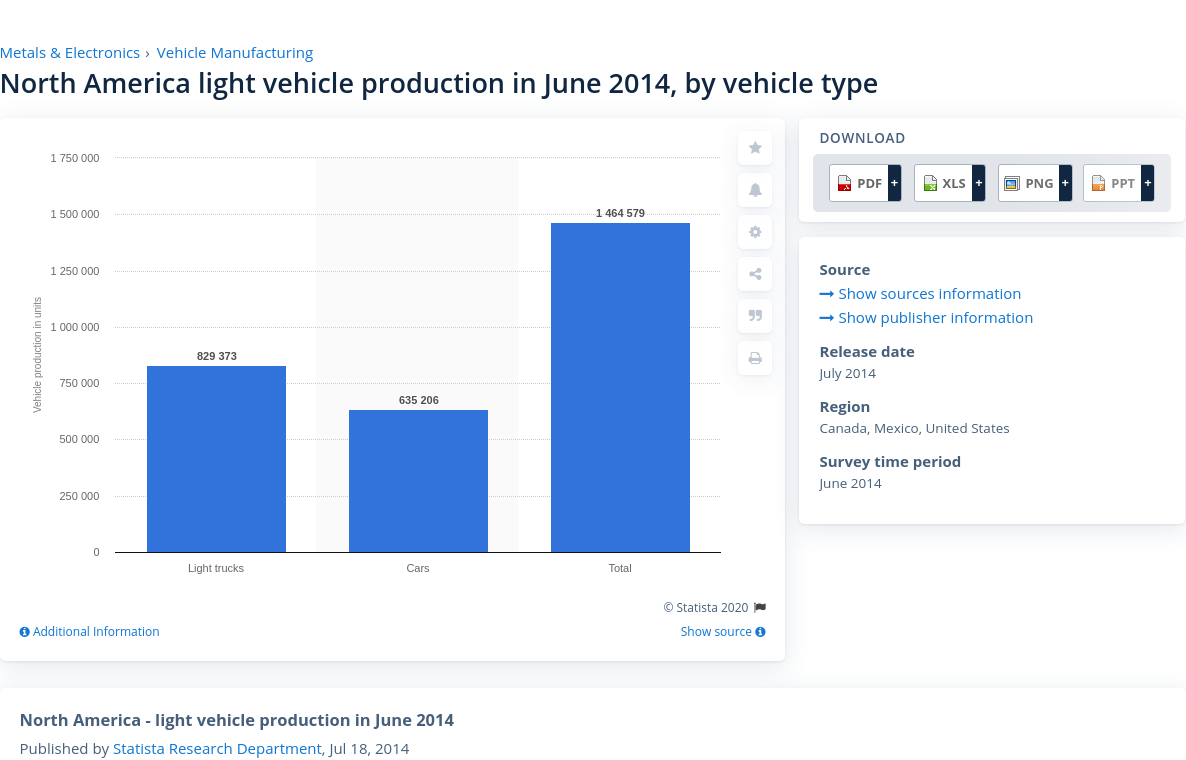 Metals & Electronics › Vehicle Manufacturing
North America light vehicle production in June 2014, by vehicle type
1 750 000
1 500 000
1 250 000
1 000 000
750 000
500 000
250 000
0
Vehicle production in units
829 373
635 206
1 464 579
Light trucks
Cars
Total
© Statista 2020
Additional Information
Show source
DOWNLOAD
PDF + XLS + PNG + PPT +
Source
Show sources information
Show publisher information
Release date
July 2014
Region
Canada, Mexico, United States
Survey time period
June 2014
North America - light vehicle production in June 2014
Published by Statista Research Department, Jul 18, 2014